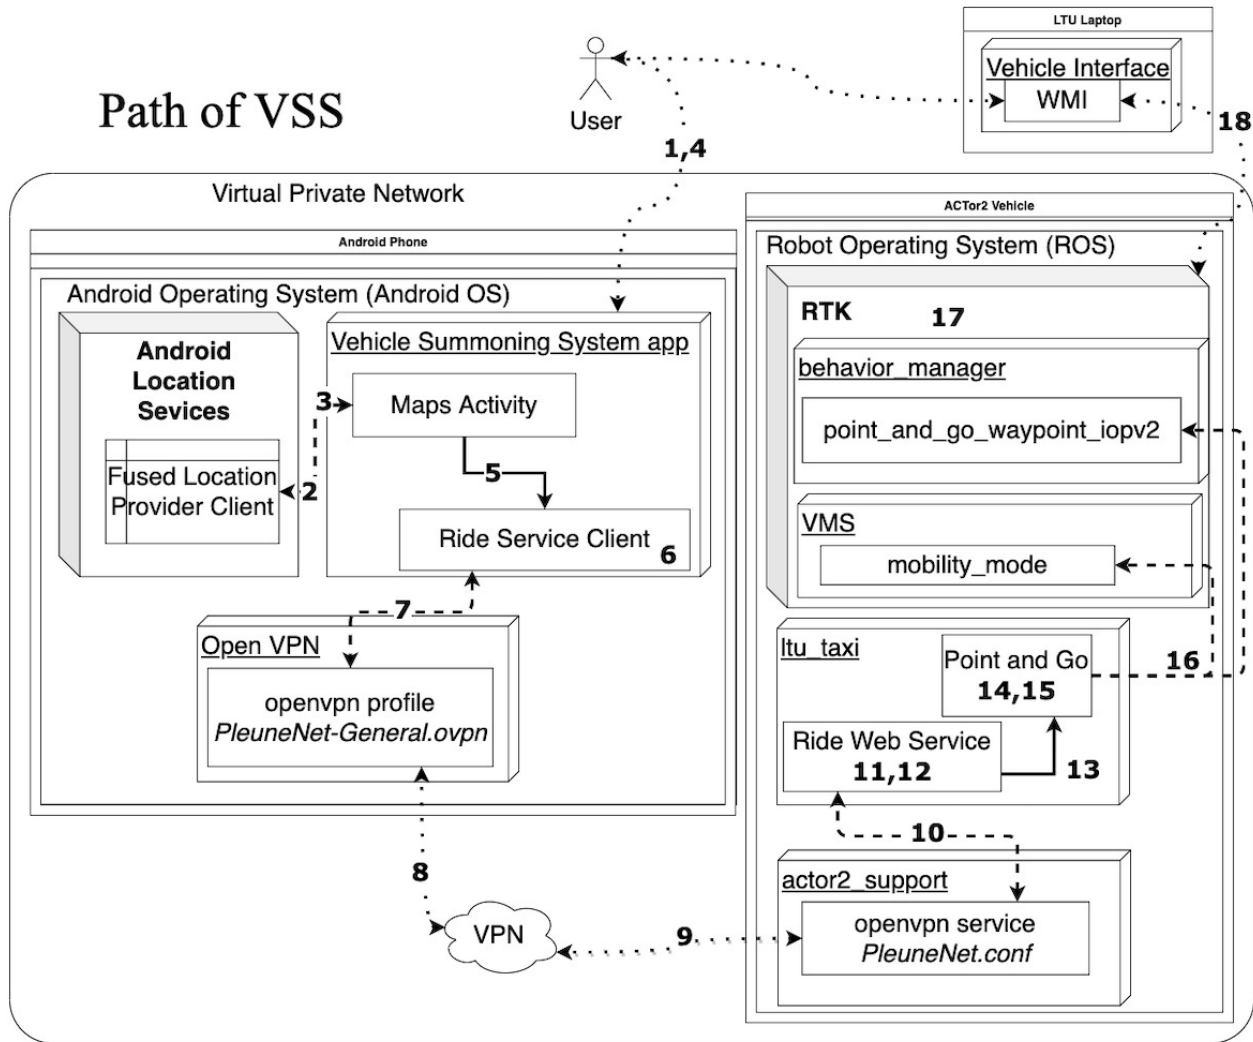 LTU Laptop
Vehicle Interface
WMI
Path of VSS
User
18
1,4
Virtual Private Network
ACTor2 Vehicle
Android Phone
Robot Operating System (ROS)
Android Operating System (Android OS)
RTK
17
Android
Location
Sevices
Vehicle Summoning System app
behavior_manager
3
Maps Activity
point_and_go_waypoint_iopv2
Fused Location
Provider Client
2
5
VMS
Ride Service Client
6
mobility_mode
7
Open VPN
ltu_taxi
Point and Go
14,15
16
openvpn profile
PleuneNet-General.ovpn
Ride Web Service
11,12
13
10
8
actor2_support
VPN
9
openvpn service
PleuneNet.conf